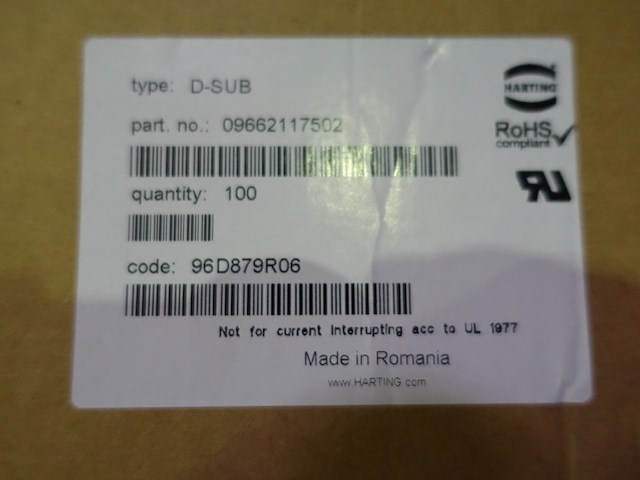 type: D-SUB
HARTING
part. no.: 09662117502
RoHS
compliant
quantity: 100
RU
code: 96D879R06
Not for current interrupting acc to UL 1977
Made in Romania
www.HARTING.com